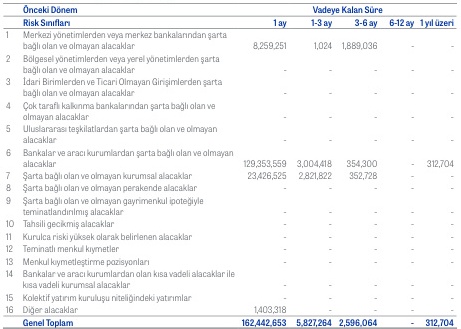 Önceki Dönem Vadeye Kalan Süre
Risk Sınıfları 1 ay 1-3 ay 3-6 ay 6-12 ay 1 yıl üzeri
1 Merkezi yönetimlerden veya merkez bankalarından şarta
bağlı olan ve olmayan alacaklar 8,259,251 1,024 1,889,036 - -
2 Bölgesel yönetimlerden veya yerel yönetimlerden şarta
bağlı olan ve olmayan alacaklar - - - - -
3 İdari Birimlerden ve Ticari Olmayan Girişimlerden şarta
bağlı olan ve olmayan alacaklar - - - - -
4 Çok taraflı kalkınma bankalarından şarta bağlı olan ve
olmayan alacaklar - - - - -
5 Uluslararası teşkilatlardan şarta bağlı olan ve olmayan
alacaklar - - - - -
6 Bankalar ve aracı kurumlardan şarta bağlı olan ve olmayan
alacaklar 129,353,559 3,004,418 354,300 - 312,704
7 Şarta bağlı olan ve olmayan kurumsal alacaklar 23,426,525 2,821,822 352,728 - -
8 Şarta bağlı olan ve olmayan perakende alacaklar - - - - -
9 Şarta bağlı olan ve olmayan gayrimenkul ipoteğiyle
teminatlandırılmış alacaklar - - - - -
10 Tahsili gecikmiş alacaklar - - - - -
11 Kurulca riski yüksek olarak belirlenen alacaklar - - - - -
12 Teminatlı menkul kıymetler - - - - -
13 Menkul kıymetleştirme pozisyonları - - - - -
14 Bankalar ve aracı kurumlardan olan kısa vadeli alacaklar ile
kısa vadeli kurumsal alacaklar - - - - -
15 Kolektif yatırım kuruluşu niteliğindeki yatırımlar - - - - -
16 Diğer alacaklar 1,403,318 - - - -
Genel Toplam 162,442,653 5,827,264 2,596,064 - 312,704